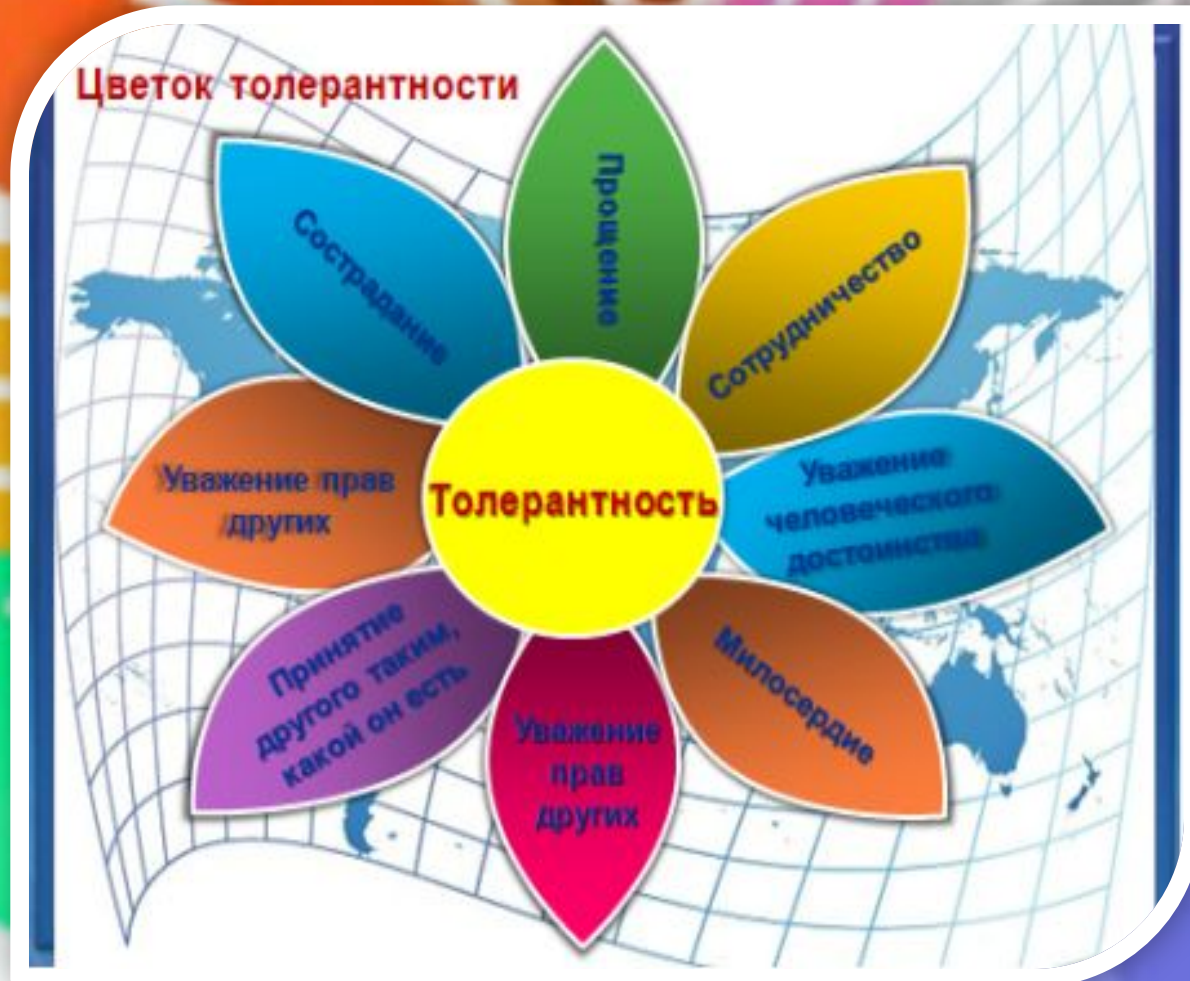 Цветок толерантности
Прощение
Сотрудничество
Уважение
человеческого
достоинства
Милосердие
Уважение
прав
других
Принятие
другого таким,
какой он есть
Уважение прав
других
Сострадание
Толерантность